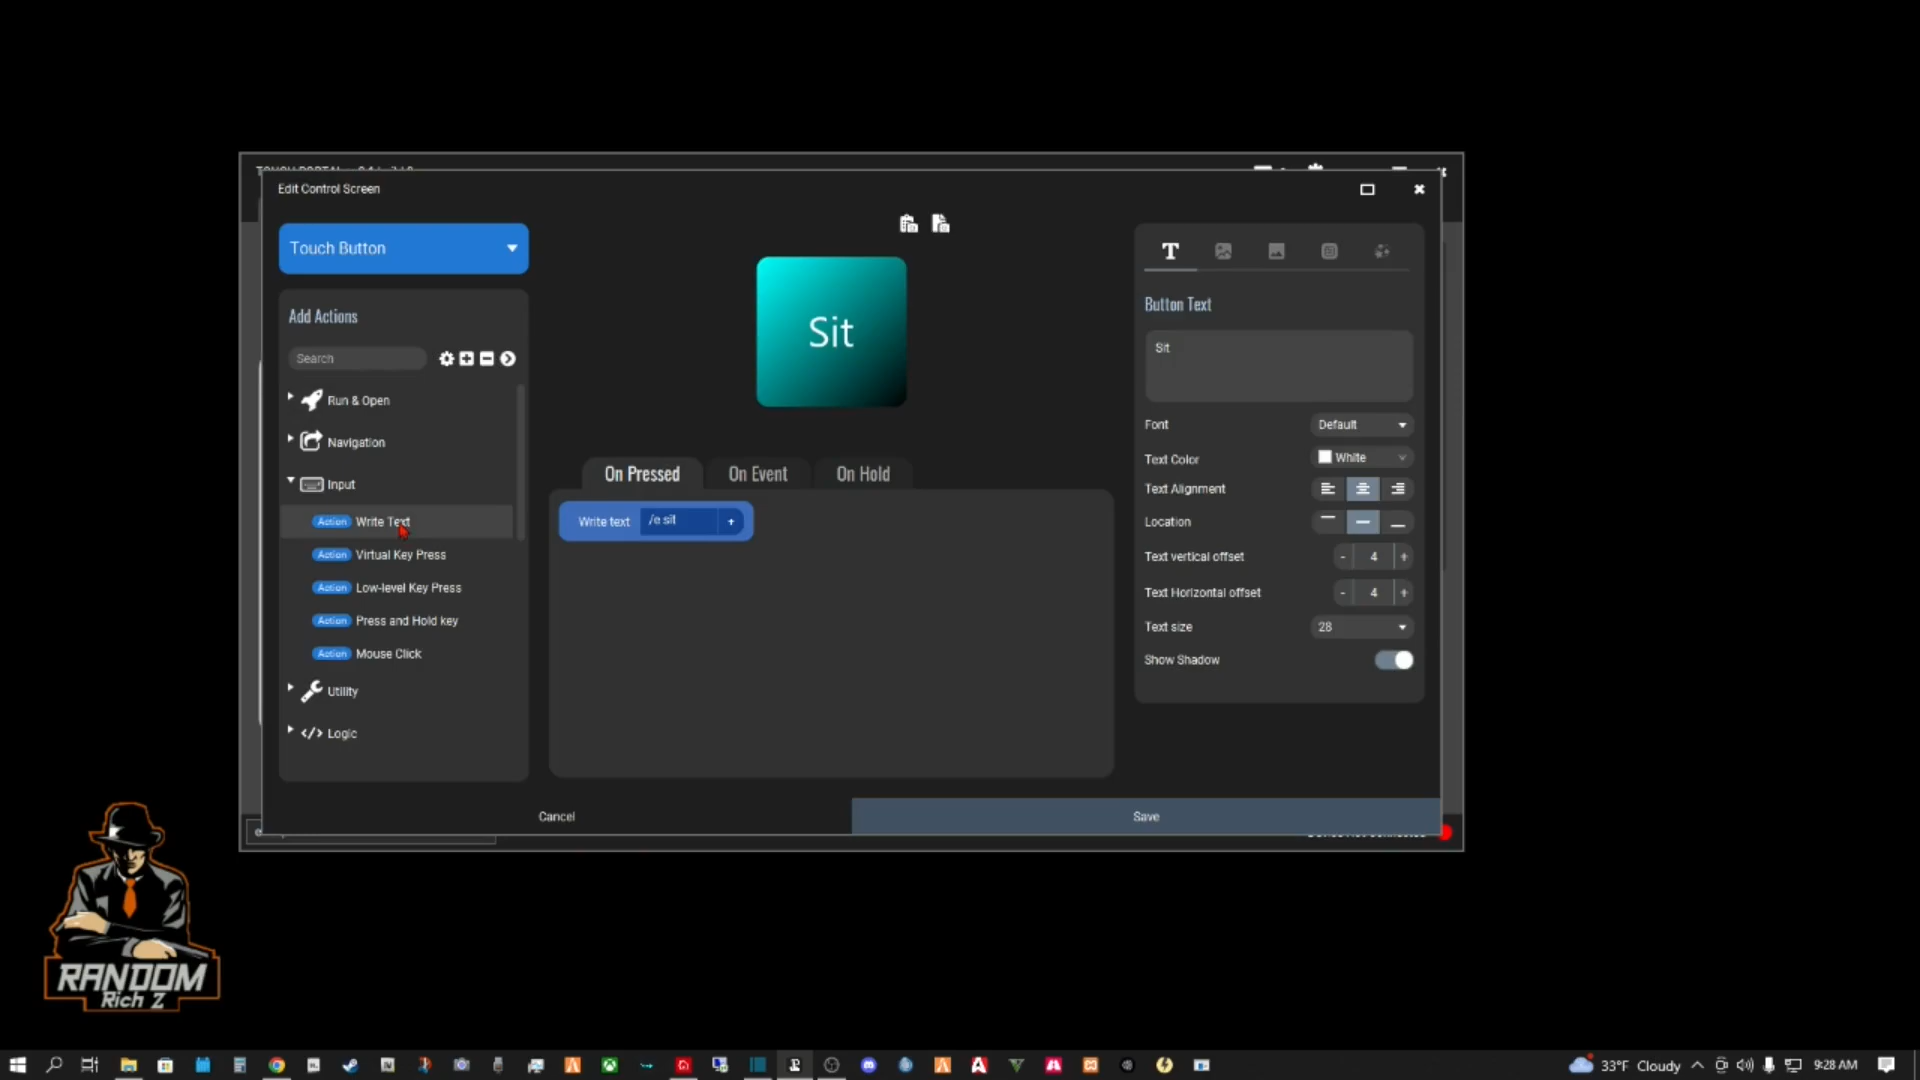 Edit Control Screen
Touch Button
Add Actions
Search
Run & Open
Navigation
Input
Action Write Text
Action Virtual Key Press
Action Low-level Key Press
Action Press and Hold key
Action Mouse Click
Utility
</> Logic
Sit
On Pressed
On Event
On Hold
Write text /e sit +
T
Button Text
Sit
Font Default
Text Color White
Text Alignment
Location
Text vertical offset - 4 +
Text Horizontal offset - 4 +
Text size 28
Show Shadow
Cancel
Save
RANDOM
Rich Z
33°F Cloudy
9:28 AM